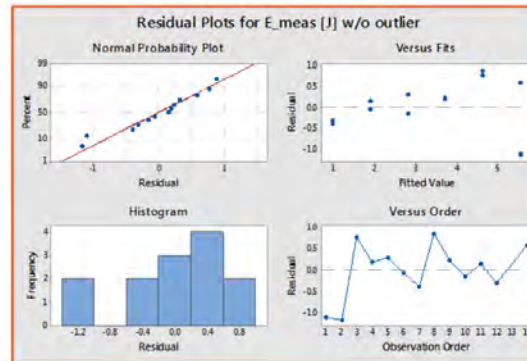 Residual Plots for E_meas [J] w/o outlier
Normal Probability Plot
99
90
50
10
1
Percent
-1 0 1
Residual
Versus Fits
1.0
0.5
0.0
-0.5
-1.0
Residual
1 2 3 4 5
Fitted Value
Histogram
4
3
2
1
0
Frequency
-1.2 -0.8 -0.4 0.0 0.4 0.8
Residual
Versus Order
1.0
0.5
0.0
-0.5
-1.0
Residual
1 2 3 4 5 6 7 8 9 10 11 12 13
Observation Order